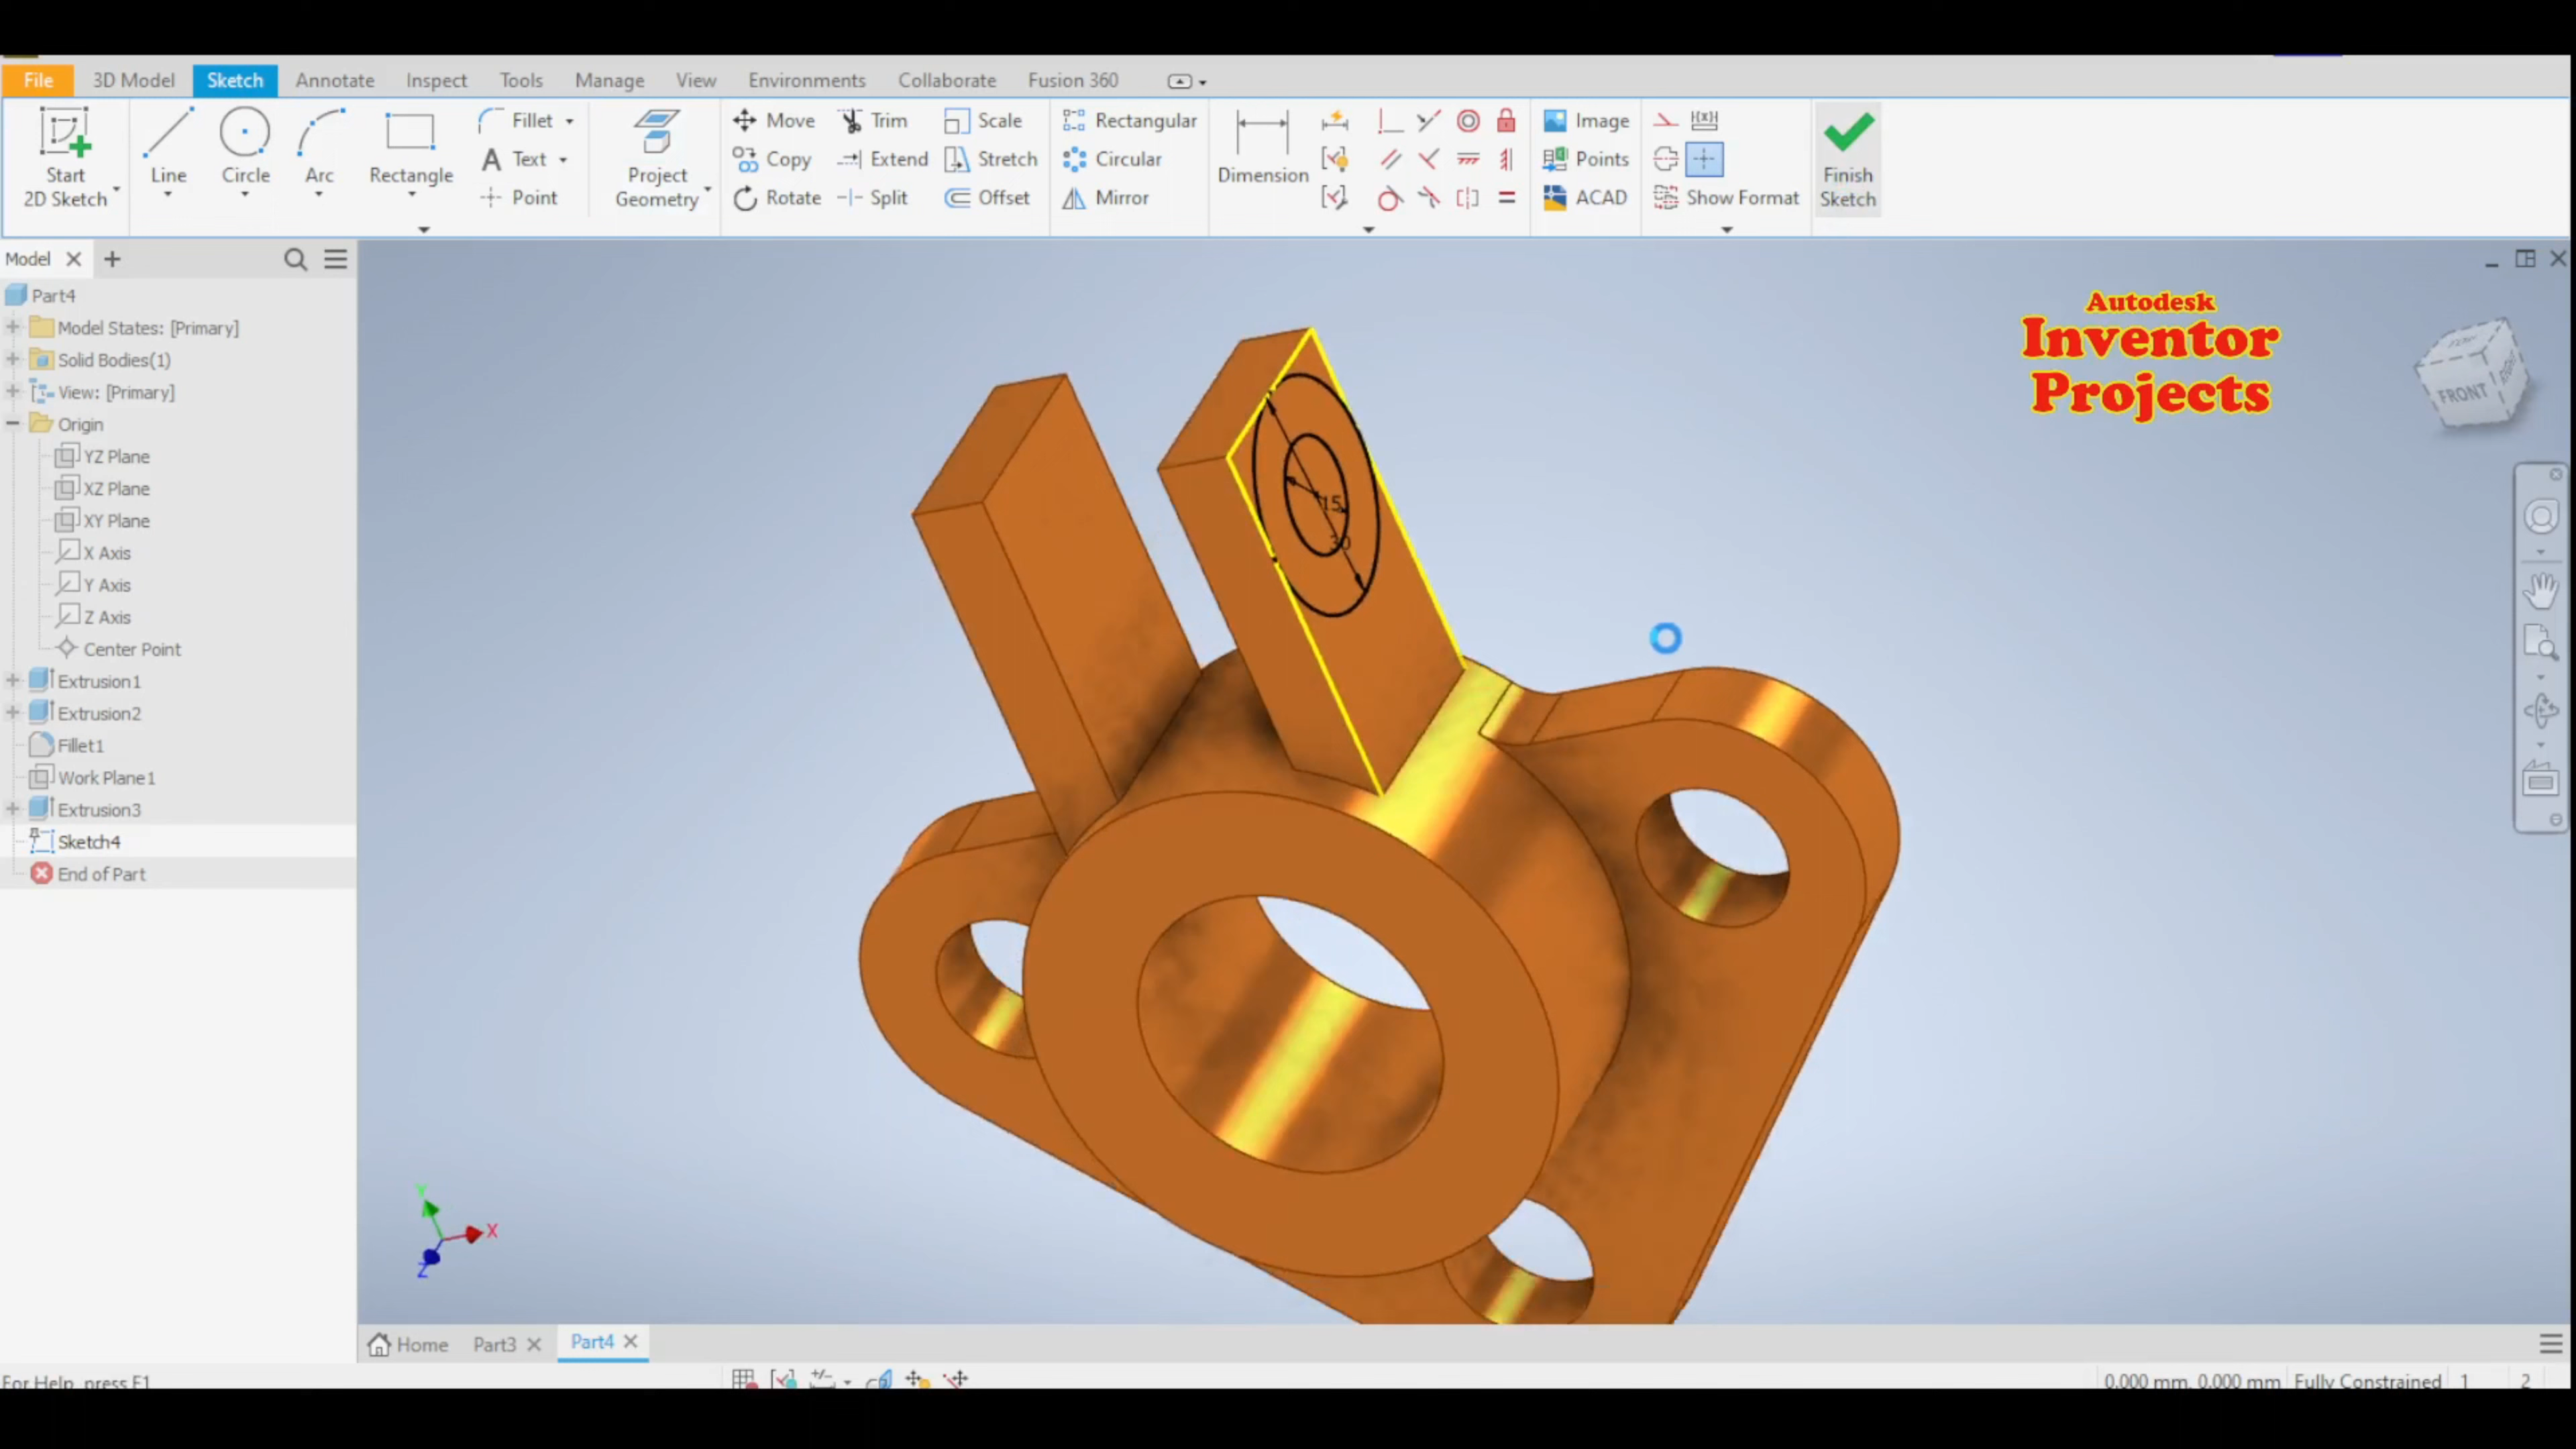 File 3D Model Sketch Annotate Inspect Tools Manage View Environments Collaborate Fusion 360
Start 2D Sketch
Line
Circle
Arc
Rectangle
Fillet
Text
Point
Project Geometry
Move
Copy
Rotate
Trim
Extend
Split
Scale
Stretch
Offset
Rectangular
Circular
Mirror
Dimension
Image
Points
ACAD
Show Format
Finish Sketch
Model
Part4
Model States: [Primary]
Solid Bodies(1)
View: [Primary]
Origin
YZ Plane
XZ Plane
XY Plane
X Axis
Y Axis
Z Axis
Center Point
Extrusion1
Extrusion2
Fillet1
Work Plane1
Extrusion3
Sketch4
End of Part
Autodesk
Inventor
Projects
FRONT
15
30
Y
X
Z
Home Part3 Part4
For Help, press F1
0.000 mm, 0.000 mm Fully Constrained 1 2